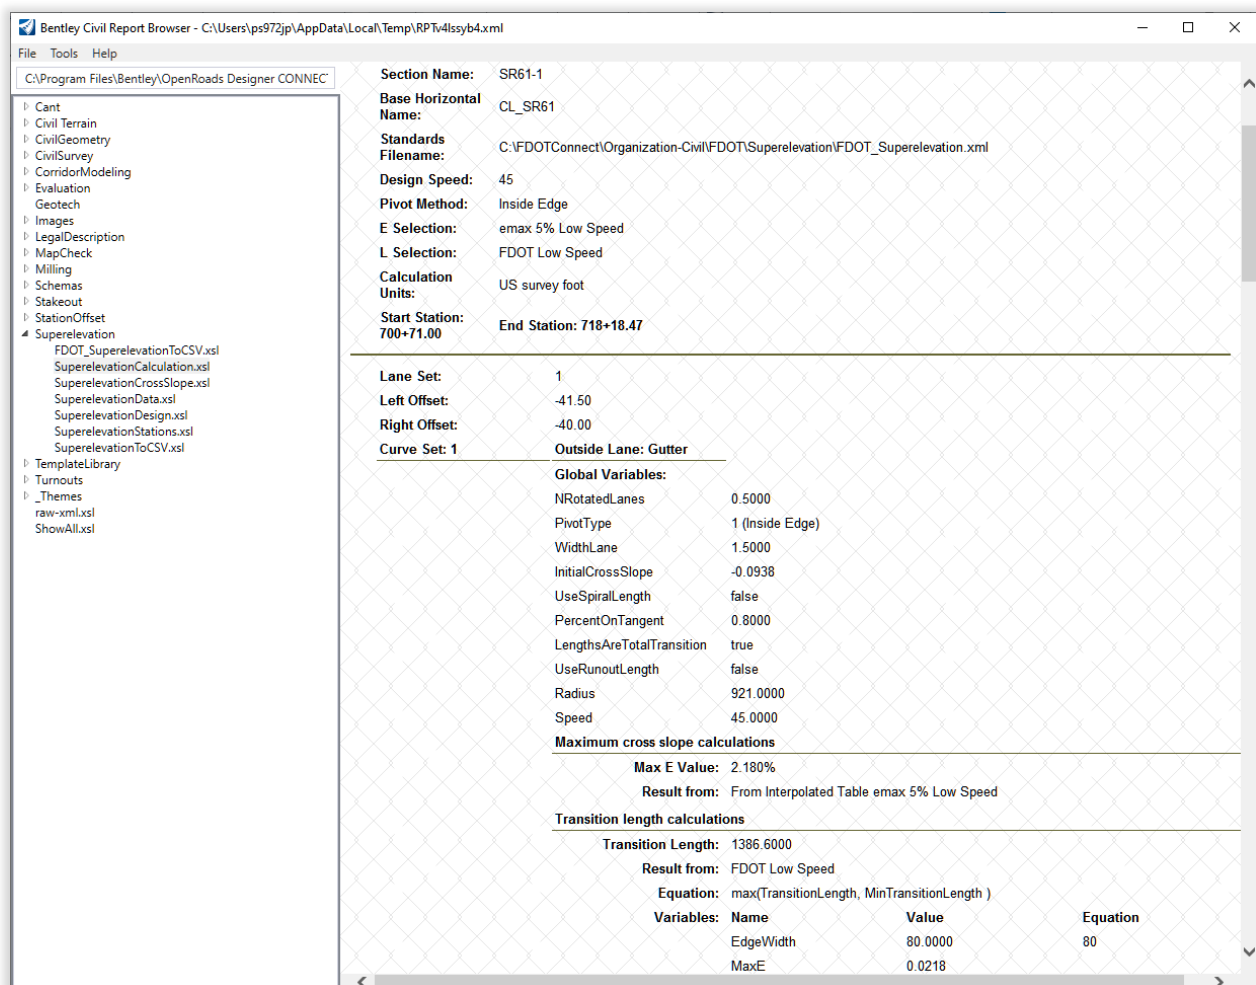 Bentley Civil Report Browser - C:\Users\ps972jp\AppData\Local\Temp\RPTv4lssyb4.xml
File Tools Help
C:\Program Files\Bentley\OpenRoads Designer CONNECT
Cant
Civil Terrain
CivilGeometry
CivilSurvey
CorridorModeling
Evaluation
Geotech
Images
LegalDescription
MapCheck
Milling
Schemas
Stakeout
StationOffset
Superelevation
FDOT_SuperelevationToCSV.xsl
SuperelevationCalculation.xsl
SuperelevationCrossSlope.xsl
SuperelevationData.xsl
SuperelevationDesign.xsl
SuperelevationStations.xsl
SuperelevationToCSV.xsl
TemplateLibrary
Turnouts
_Themes
raw-xml.xsl
ShowAll.xsl
Section Name: SR61-1
Base Horizontal Name: CL_SR61
Standards Filename: C:\FDOTConnect\Organization-Civil\FDOT\Superelevation\FDOT_Superelevation.xml
Design Speed: 45
Pivot Method: Inside Edge
E Selection: emax 5% Low Speed
L Selection: FDOT Low Speed
Calculation Units: US survey foot
Start Station: 700+71.00 End Station: 718+18.47
Lane Set: 1
Left Offset: -41.50
Right Offset: -40.00
Curve Set: 1 Outside Lane: Gutter
Global Variables:
NRotatedLanes 0.5000
PivotType 1 (Inside Edge)
WidthLane 1.5000
InitialCrossSlope -0.0938
UseSpiralLength false
PercentOnTangent 0.8000
LengthsAreTotalTransition true
UseRunoutLength false
Radius 921.0000
Speed 45.0000
Maximum cross slope calculations
Max E Value: 2.180%
Result from: From Interpolated Table emax 5% Low Speed
Transition length calculations
Transition Length: 1386.6000
Result from: FDOT Low Speed
Equation: max(TransitionLength, MinTransitionLength )
Variables: Name Value Equation
EdgeWidth 80.0000 80
MaxE 0.0218